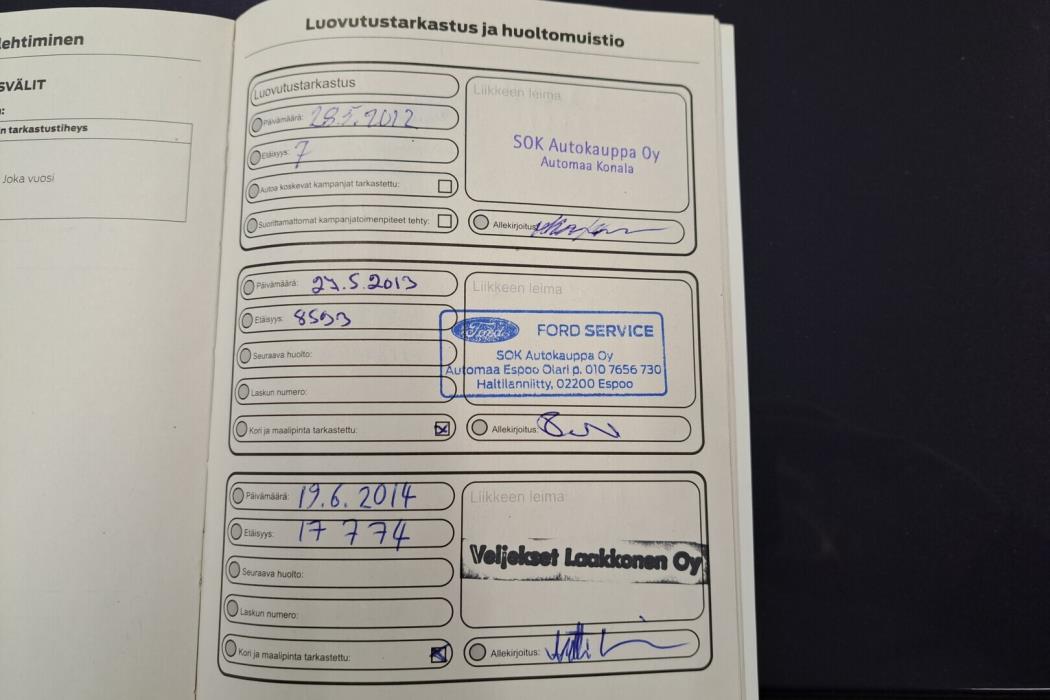 ehtiminen
SVÄLIT
n tarkastustiheys
Joka vuosi
Luovutustarkastus ja huoltomuistio
Luovutustarkastus
Päivämäärä: 28.5.2012
Etäisyys: 7
Autoa koskevat kampanjat tarkastettu:
Suorittamattomat kampanjatoimenpiteet tehty:
Liikkeen leima
SOK Autokauppa Oy
Automaa Konala
Allekirjoitus:
Päivämäärä: 27.5.2013
Etäisyys: 8593
Seuraava huolto:
Laskun numero:
Kori ja maalipinta tarkastettu:
Liikkeen leima
Ford FORD SERVICE
SOK Autokauppa Oy
Automaa Espoo Olari p. 010 7656 730
Haltilanniitty, 02200 Espoo
Allekirjoitus:
Päivämäärä: 19.6.2014
Etäisyys: 17 774
Seuraava huolto:
Laskun numero:
Kori ja maalipinta tarkastettu:
Liikkeen leima
Veljekset Laakkonen Oy
Allekirjoitus: